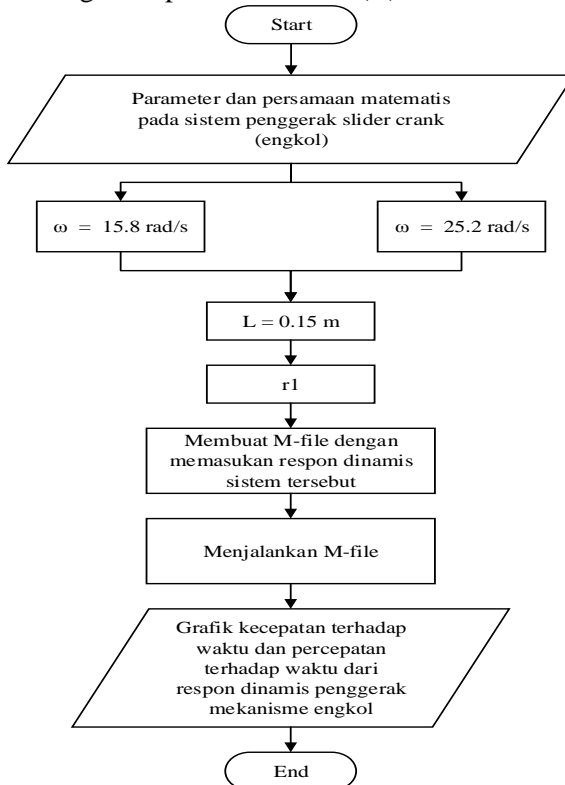 Start
Parameter dan persamaan matematis
pada sistem penggerak slider crank
(engkol)
ω = 15.8 rad/s
ω = 25.2 rad/s
L = 0.15 m
r1
Membuat M-file dengan
memasukan respon dinamis
sistem tersebut
Menjalankan M-file
Grafik kecepatan terhadap
waktu dan percepatan
terhadap waktu dari
respon dinamis penggerak
mekanisme engkol
End